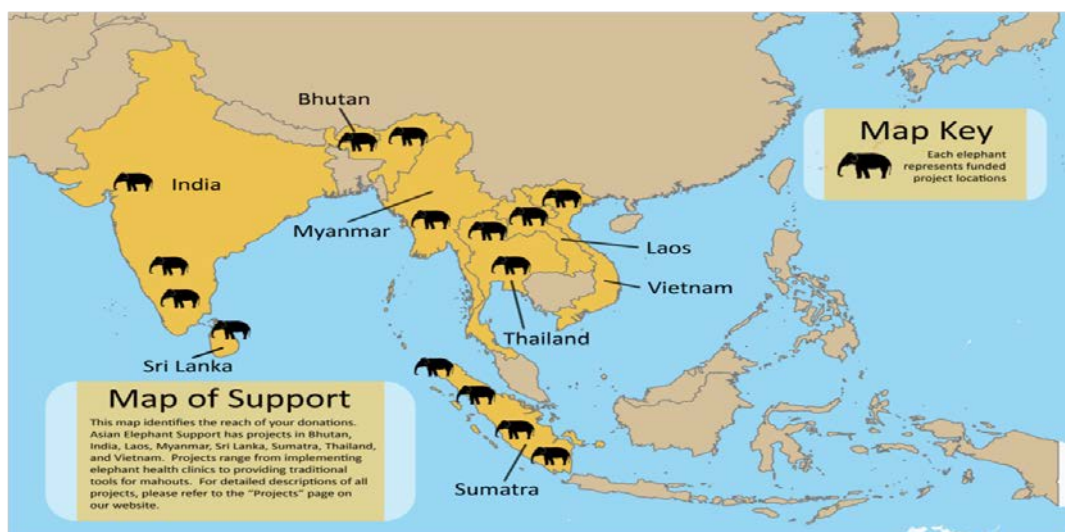 Bhutan
India
Myanmar
Laos
Vietnam
Thailand
Sri Lanka
Sumatra
Map Key
Each elephant
represents funded
project locations
Map of Support
This map identifies the reach of your donations.
Asian Elephant Support has projects in Bhutan,
India, Laos, Myanmar, Sri Lanka, Sumatra, Thailand,
and Vietnam. Projects range from implementing
elephant health clinics to providing traditional
tools for mahouts. For detailed descriptions of all
projects, please refer to the "Projects" page on
our website.